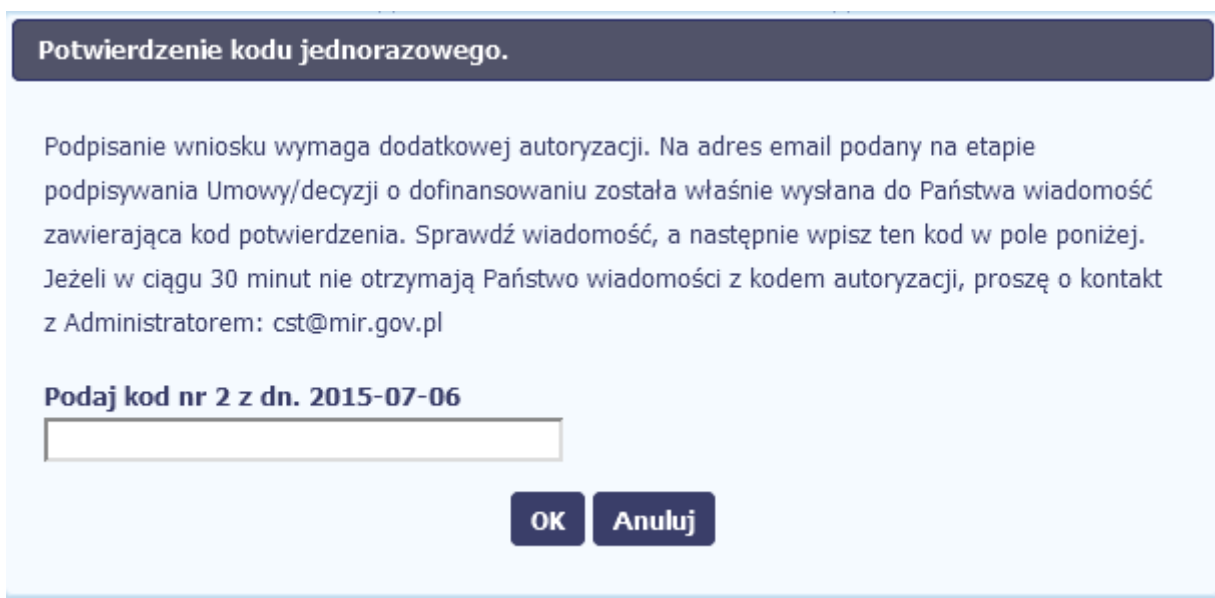 Potwierdzenie kodu jednorazowego.
Podpisanie wniosku wymaga dodatkowej autoryzacji. Na adres email podany na etapie
podpisywania Umowy/decyzji o dofinansowaniu została właśnie wysłana do Państwa wiadomość
zawierająca kod potwierdzenia. Sprawdź wiadomość, a następnie wpisz ten kod w pole poniżej.
Jeżeli w ciągu 30 minut nie otrzymają Państwo wiadomości z kodem autoryzacji, proszę o kontakt
z Administratorem: cst@mir.gov.pl
Podaj kod nr 2 z dn. 2015-07-06
OK Anuluj